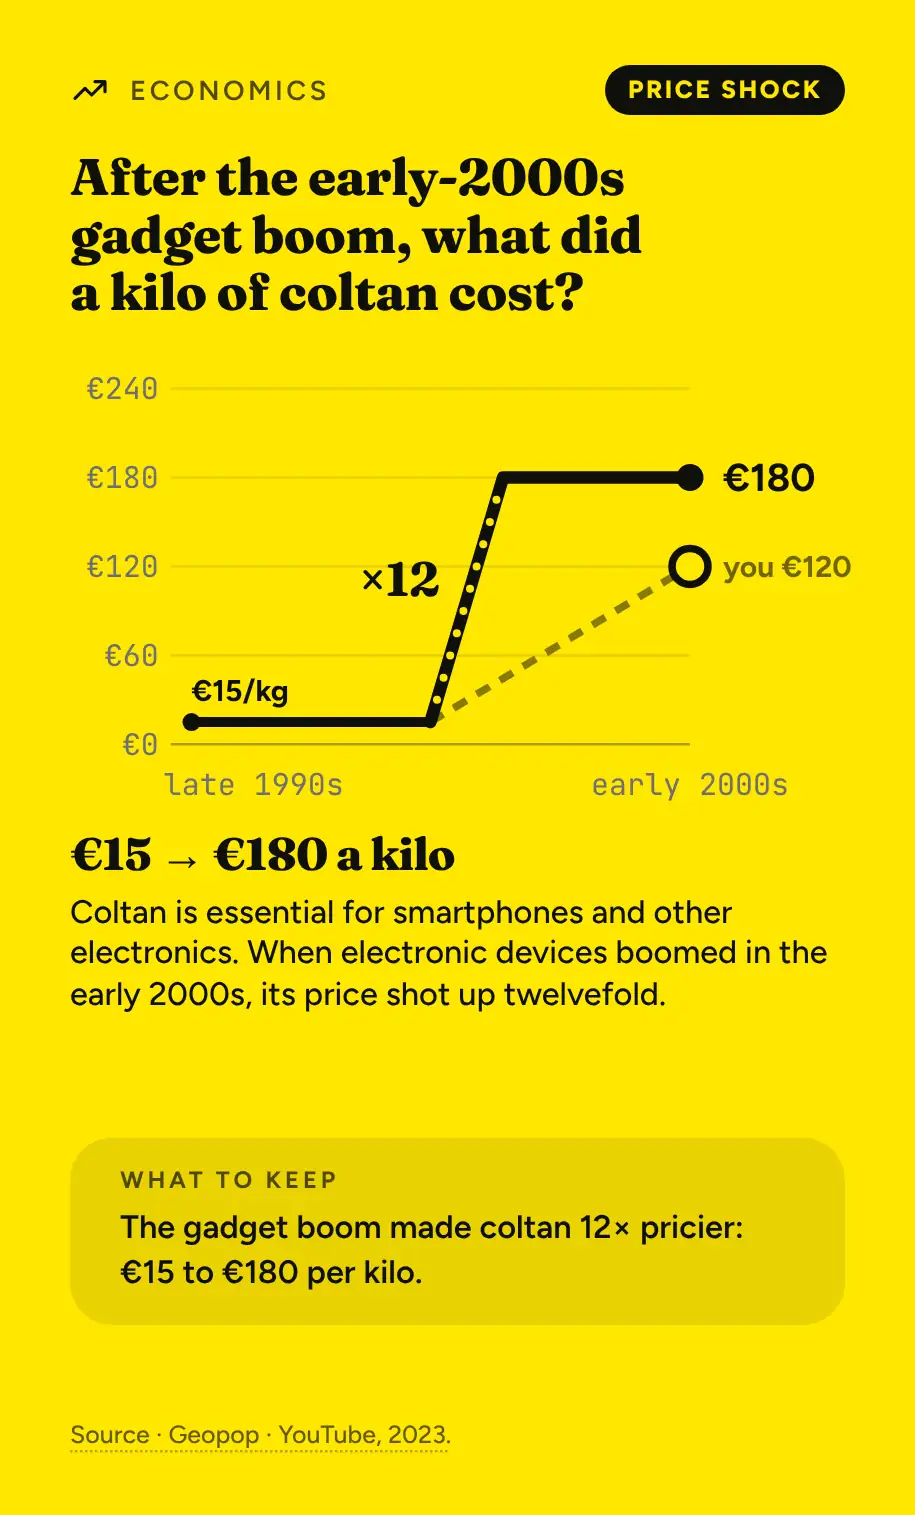 ECONOMICS
PRICE SHOCK
After the early-2000s
gadget boom, what did
a kilo of coltan cost?
€240
€180
€180
×12
€120
you €120
€60
€15/kg
€0
late 1990s
early 2000s
€15 → €180 a kilo
Coltan is essential for smartphones and other
electronics. When electronic devices boomed in the
early 2000s, its price shot up twelvefold.
WHAT TO KEEP
The gadget boom made coltan 12× pricier:
€15 to €180 per kilo.
Source · Geopop · YouTube, 2023.